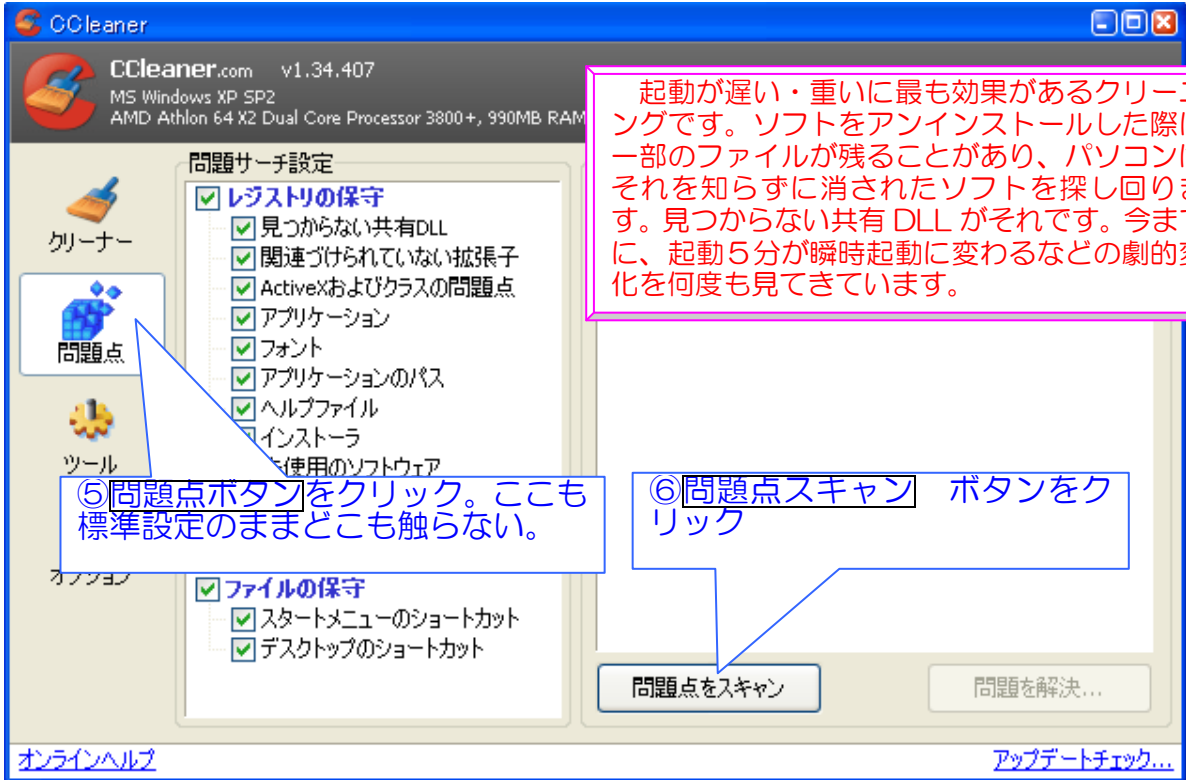 CCleaner
CCleaner.com v1.34.407
MS Windows XP SP2
AMD Athlon 64 X2 Dual Core Processor 3800+, 990MB RAM
起動が遅い・重いに最も効果があるクリーニ
ングです。ソフトをアンインストールした際に
一部のファイルが残ることがあり、パソコンは
それを知らずに消されたソフトを探し回りま
す。見つからない共有 DLL がそれです。今まで
に、起動5分が瞬時起動に変わるなどの劇的変
化を何度も見てきています。
クリーナー
問題点
ツール
オプション
問題サーチ設定
レジストリの保守
見つからない共有DLL
関連づけられていない拡張子
ActiveXおよびクラスの問題点
アプリケーション
フォント
アプリケーションのパス
ヘルプファイル
インストーラ
使用のソフトウェア
⑤問題点ボタンをクリック。ここも
標準設定のままどこも触らない。
⑥問題点スキャン ボタンをク
リック
ファイルの保守
スタートメニューのショートカット
デスクトップのショートカット
問題点をスキャン
問題を解決...
オンラインヘルプ
アップデートチェック...